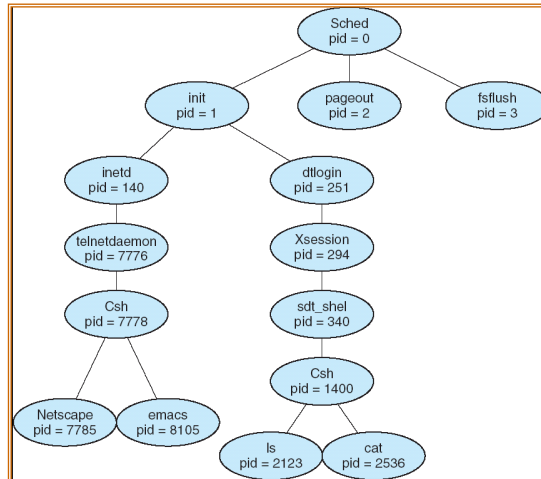 Sched
pid = 0
init
pid = 1
pageout
pid = 2
fsflush
pid = 3
inetd
pid = 140
dtlogin
pid = 251
telnetdaemon
pid = 7776
Xsession
pid = 294
Csh
pid = 7778
sdt_shel
pid = 340
Csh
pid = 1400
Netscape
pid = 7785
emacs
pid = 8105
ls
pid = 2123
cat
pid = 2536